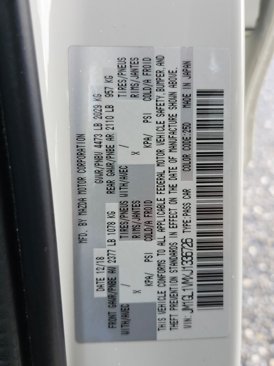 MFD. BY MAZDA MOTOR CORPORATION
DATE 12/18 GVWR/PNBV 4473 LB 2029 KG
FRONT GAWR/PNBE AV 2377 LB 1078 KG REAR GAWR/PNBE AR 2110 LB 957 KG
WITH/AVEC TIRES/PNEUS WITH/AVEC TIRES/PNEUS
X RIMS/JANTES X RIMS/JANTES
KPA/ PSI COLD/A FROID KPA/ PSI COLD/A FROID
THIS VEHICLE CONFORMS TO ALL APPLICABLE FEDERAL MOTOR VEHICLE SAFETY, BUMPER, AND
THEFT PREVENTION STANDARDS IN EFFECT ON THE DATE OF MANUFACTURE SHOWN ABOVE.
TYPE: PASS CAR COLOR CODE: 25D MADE IN JAPAN
VIN: